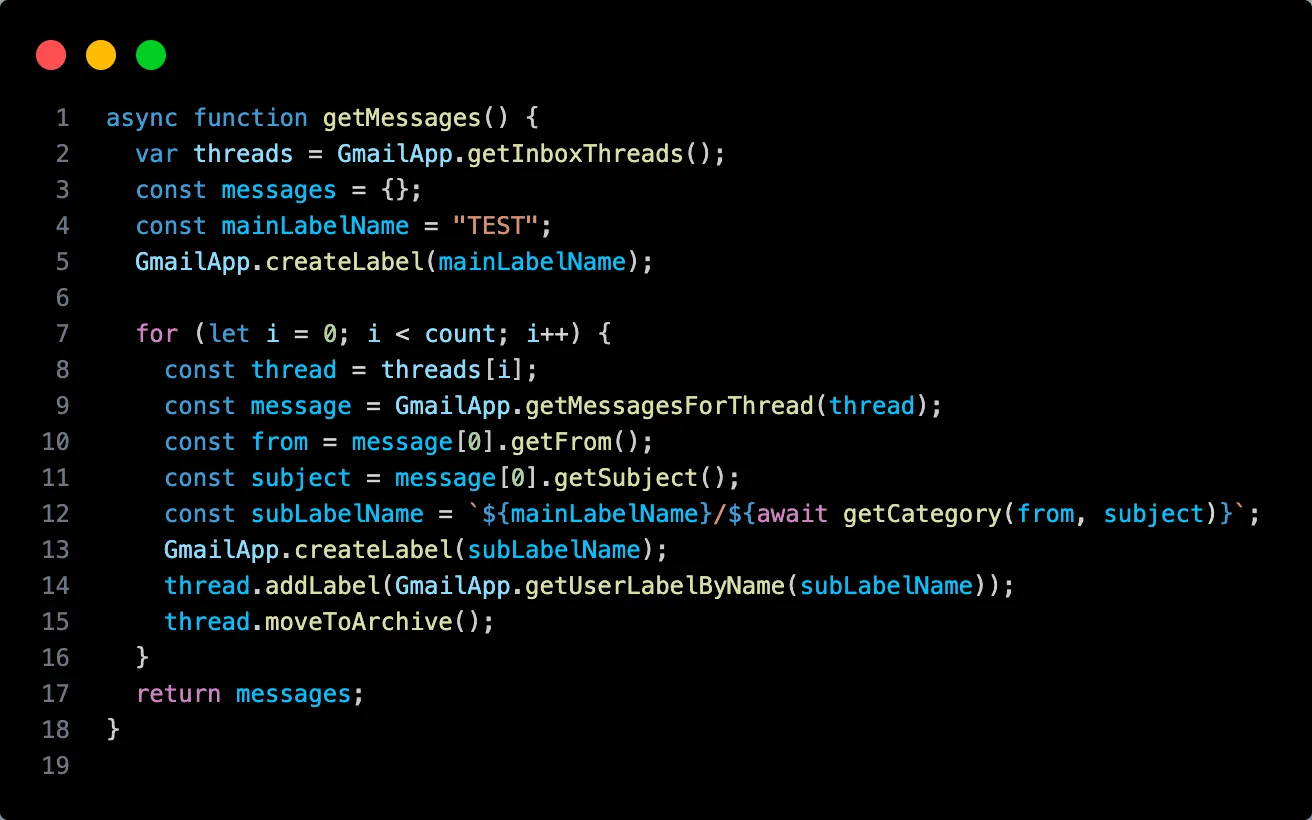 1 async function getMessages() {
2   var threads = GmailApp.getInboxThreads();
3   const messages = {};
4   const mainLabelName = "TEST";
5   GmailApp.createLabel(mainLabelName);
6
7   for (let i = 0; i < count; i++) {
8     const thread = threads[i];
9     const message = GmailApp.getMessagesForThread(thread);
10     const from = message[0].getFrom();
11     const subject = message[0].getSubject();
12     const subLabelName = `${mainLabelName}/${await getCategory(from, subject)}`;
13     GmailApp.createLabel(subLabelName);
14     thread.addLabel(GmailApp.getUserLabelByName(subLabelName));
15     thread.moveToArchive();
16   }
17   return messages;
18 }
19